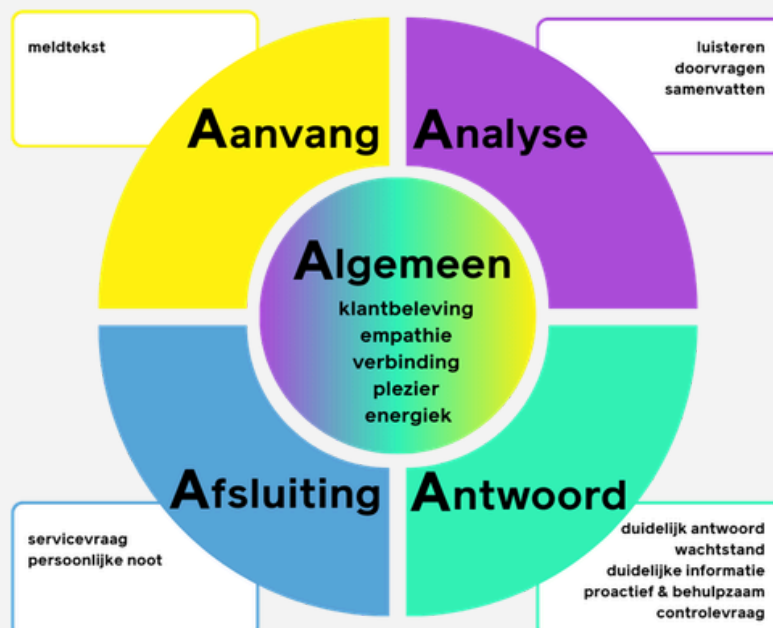 meldtekst
luisteren
doorvragen
samenvatten
Aanvang
Analyse
Algemeen
klantbeleving
empathie
verbinding
plezier
energiek
Afsluiting
Antwoord
servicevraag
persoonlijke noot
duidelijk antwoord
wachtstand
duidelijke informatie
proactief & behulpzaam
controlevraag